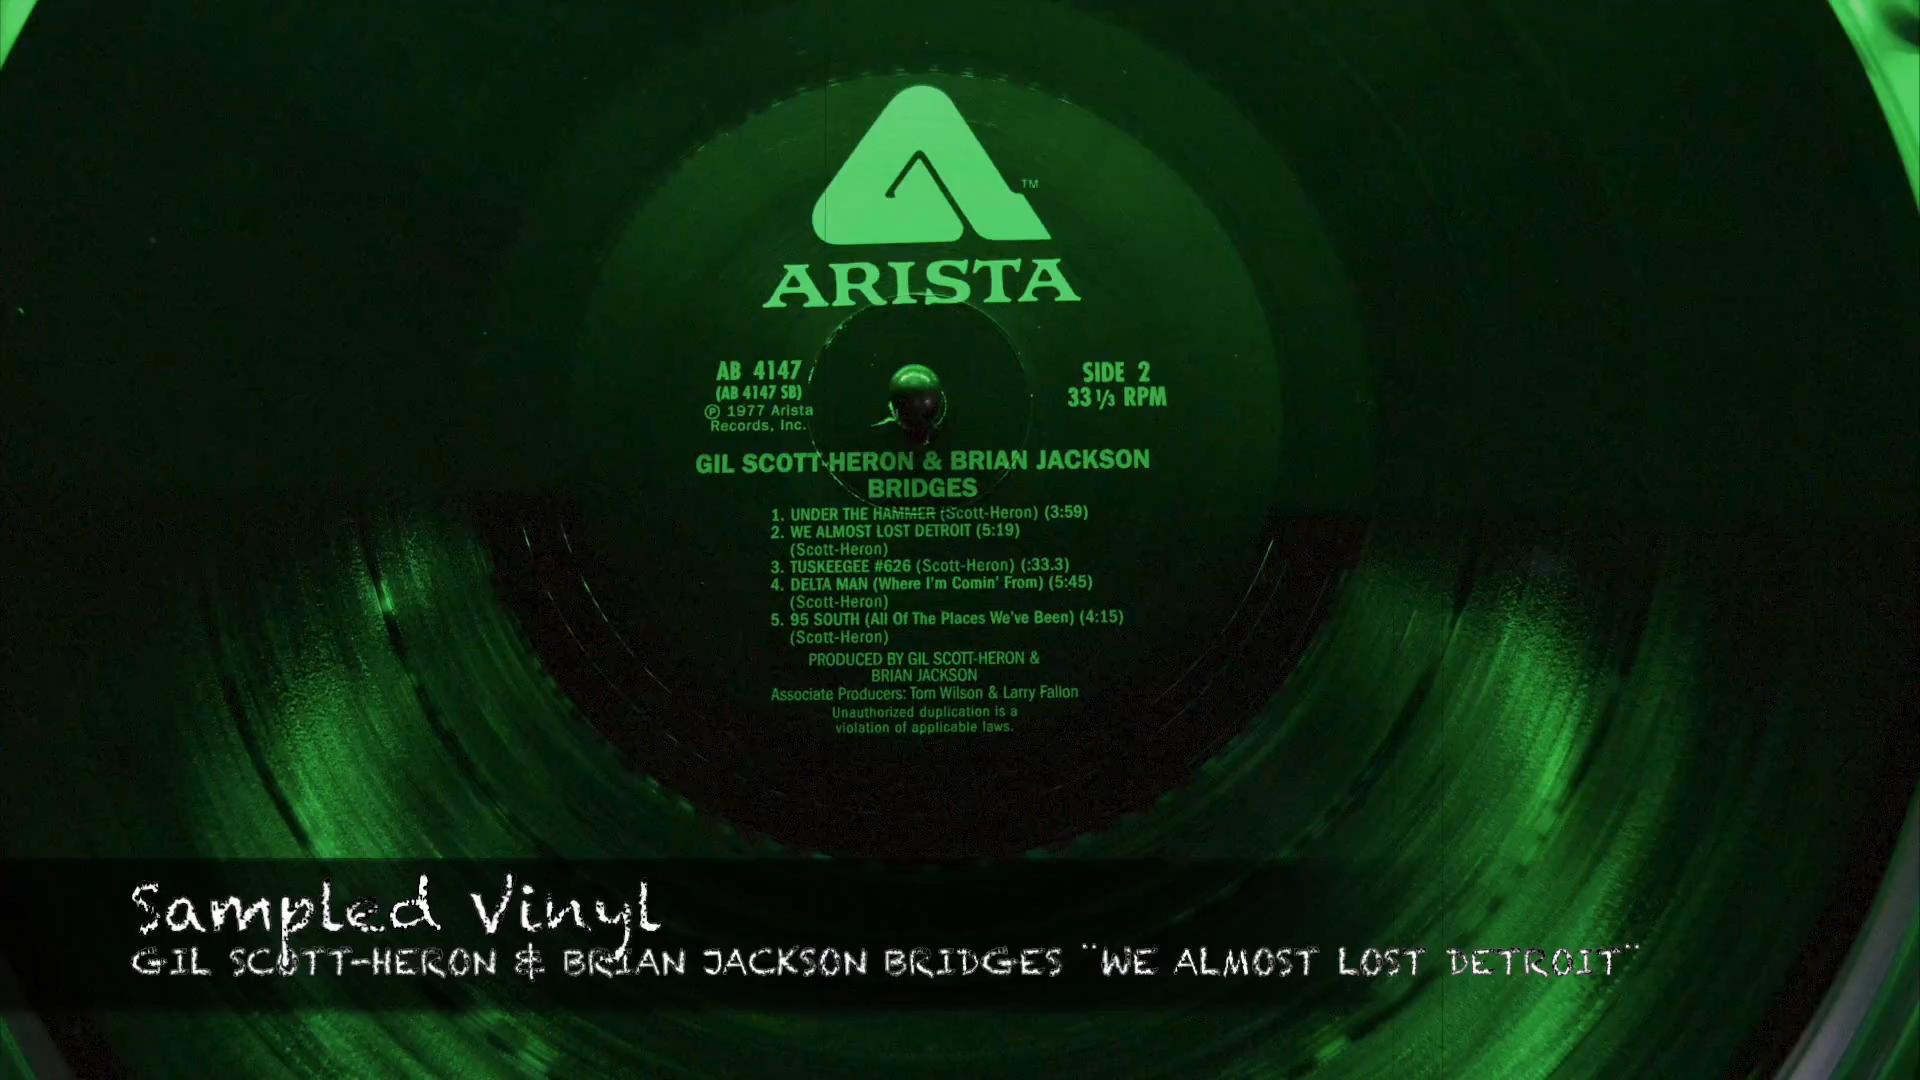 TM
ARISTA
AB 4147
(AB 4147 SB)
℗ 1977 Arista
Records, Inc.
SIDE 2
33 1/3 RPM
GIL SCOTT-HERON & BRIAN JACKSON
BRIDGES
1. UNDER THE HAMMER (Scott-Heron) (3:59)
2. WE ALMOST LOST DETROIT (5:19)
(Scott-Heron)
3. TUSKEEGEE #626 (Scott-Heron) (:33.3)
4. DELTA MAN (Where I'm Comin' From) (5:45)
(Scott-Heron)
5. 95 SOUTH (All Of The Places We've Been) (4:15)
(Scott-Heron)
PRODUCED BY GIL SCOTT-HERON &
BRIAN JACKSON
Associate Producers: Tom Wilson & Larry Fallon
Unauthorized duplication is a
violation of applicable laws.
Sampled Vinyl
GIL SCOTT-HERON & BRIAN JACKSON BRIDGES ¨WE ALMOST LOST DETROIT¨